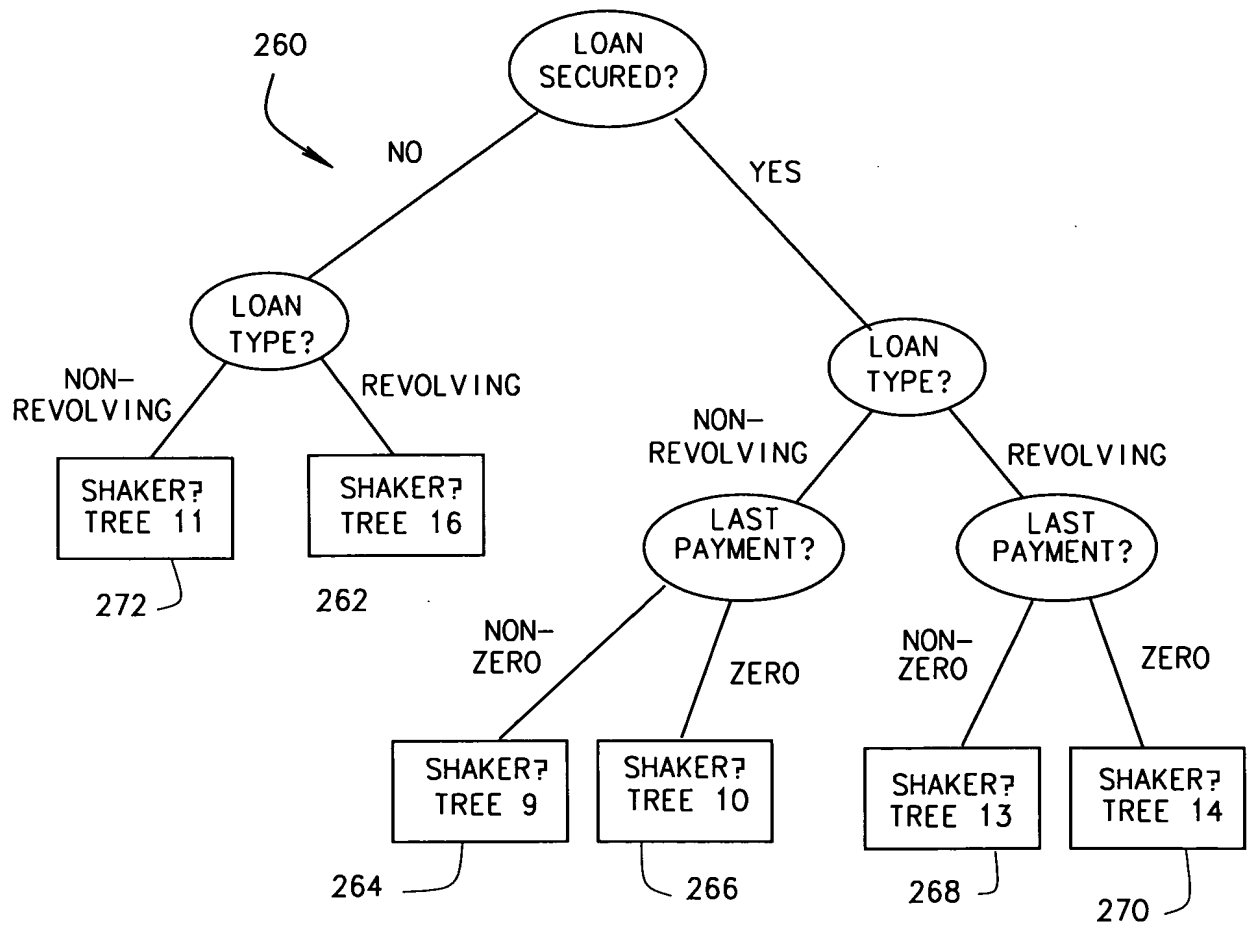 LOAN
SECURED?
260
NO
YES
LOAN
TYPE?
LOAN
TYPE?
NON-
REVOLVING
REVOLVING
NON-
REVOLVING
REVOLVING
SHAKER?
TREE 11
SHAKER?
TREE 16
LAST
PAYMENT?
LAST
PAYMENT?
272
262
NON-
ZERO
ZERO
NON-
ZERO
ZERO
SHAKER?
TREE 9
SHAKER?
TREE 10
SHAKER?
TREE 13
SHAKER?
TREE 14
264
266
268
270